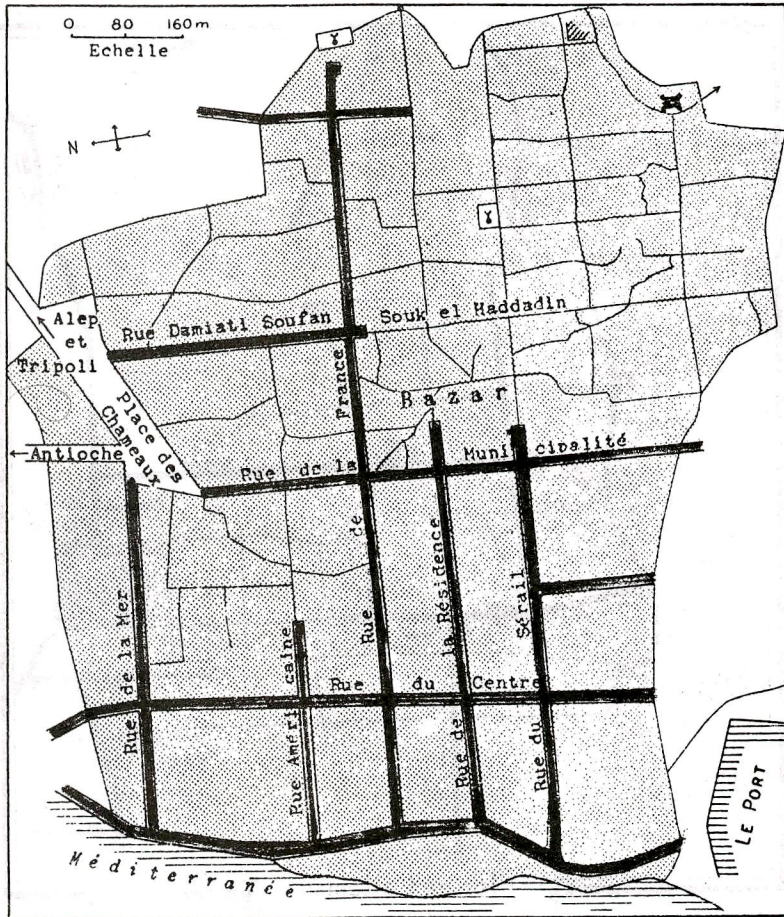 0 80 160m
Echelle
N
Alep
et
Tripoli
Rue Damiati Soufan
Souk el Haddadin
Place des
Chameaux
Antioche
Bazar
Rue de la Municipalité
Rue de France
Rue de la Mer
Rue Américaine
Rue de la Résidence
Rue du Sérail
Rue du Centre
Méditerranée
LE PORT